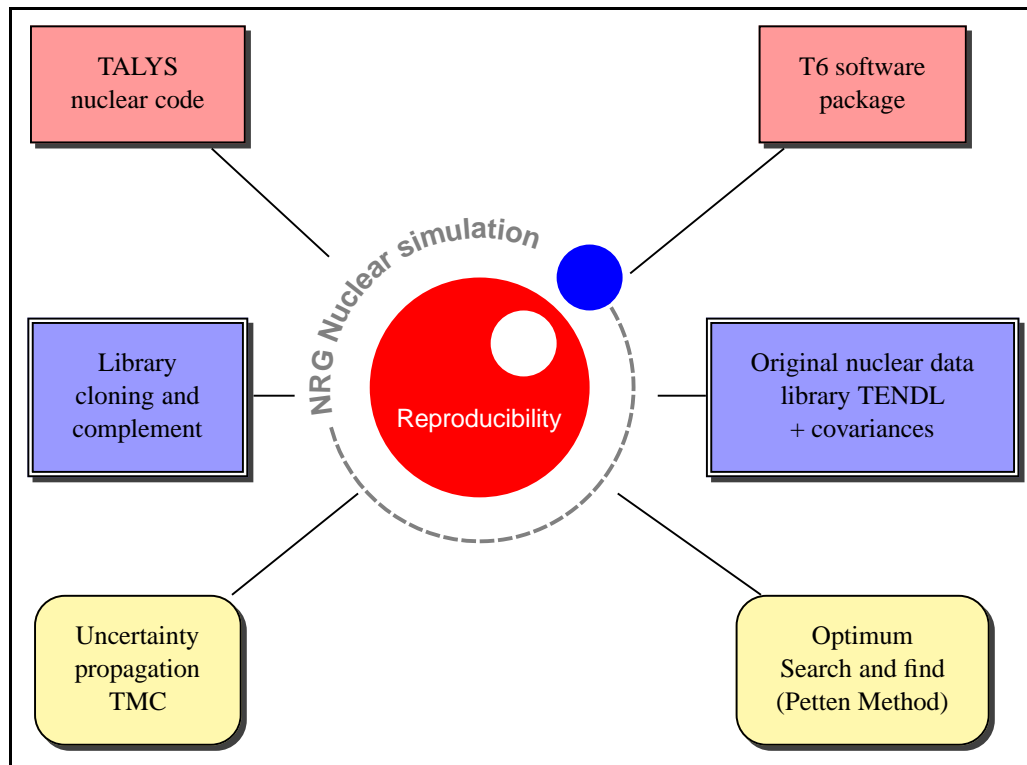 TALYS
nuclear code
T6 software
package
NRG Nuclear simulation
Library
cloning and
complement
Reproducibility
Original nuclear data
library TENDL
+ covariances
Uncertainty
propagation
TMC
Optimum
Search and find
(Petten Method)